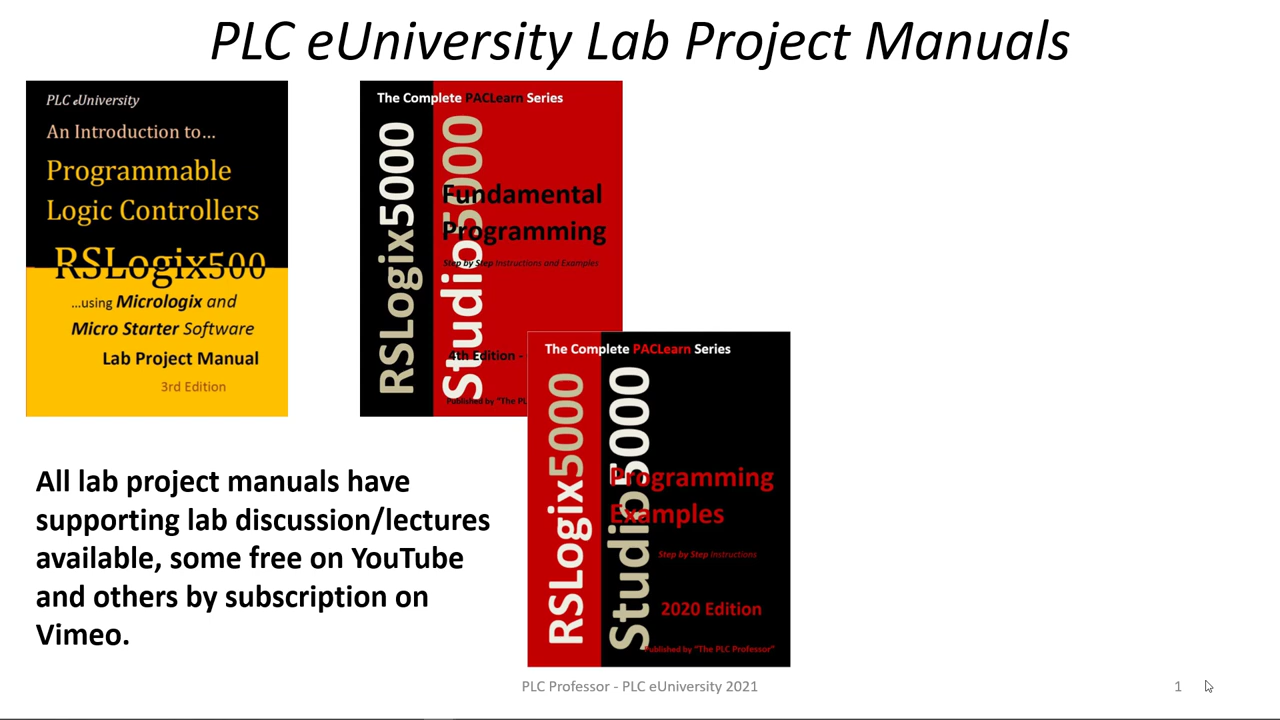 PLC eUniversity Lab Project Manuals
PLC eUniversity
An Introduction to…
Programmable
Logic Controllers
RSLogix500
…using Micrologix and
Micro Starter Software
Lab Project Manual
3rd Edition
The Complete PACLearn Series
RSLogix5000
Studio5000
Fundamental
Programming
Step by Step Instructions and Examples
4th Edition -
Published by "The PL
The Complete PACLearn Series
RSLogix5000
Studio5000
Programming
Examples
Step by Step Instructions
2020 Edition
Published by "The PLC Professor"
All lab project manuals have
supporting lab discussion/lectures
available, some free on YouTube
and others by subscription on
Vimeo.
PLC Professor - PLC eUniversity 2021
1